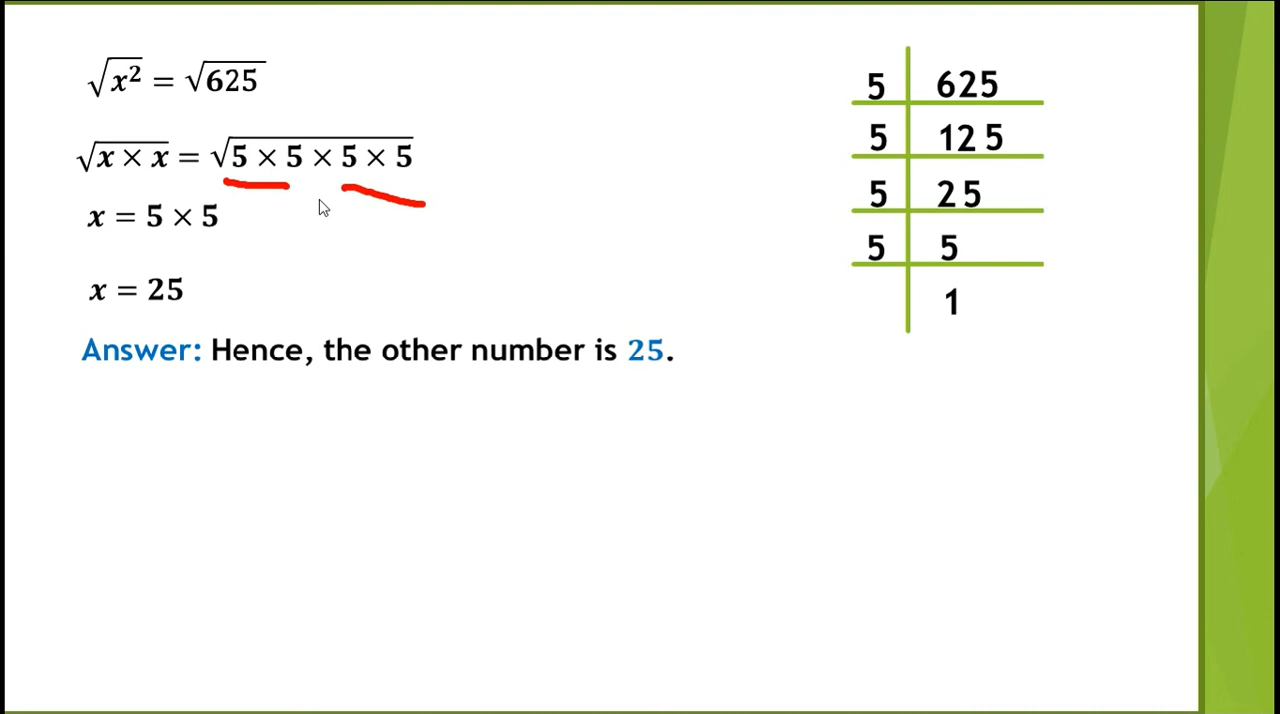 √x² = √625
√x × x = √5 × 5 × 5 × 5
x = 5 × 5
x = 25
Answer: Hence, the other number is 25.
5 625
5 125
5 25
5 5
1